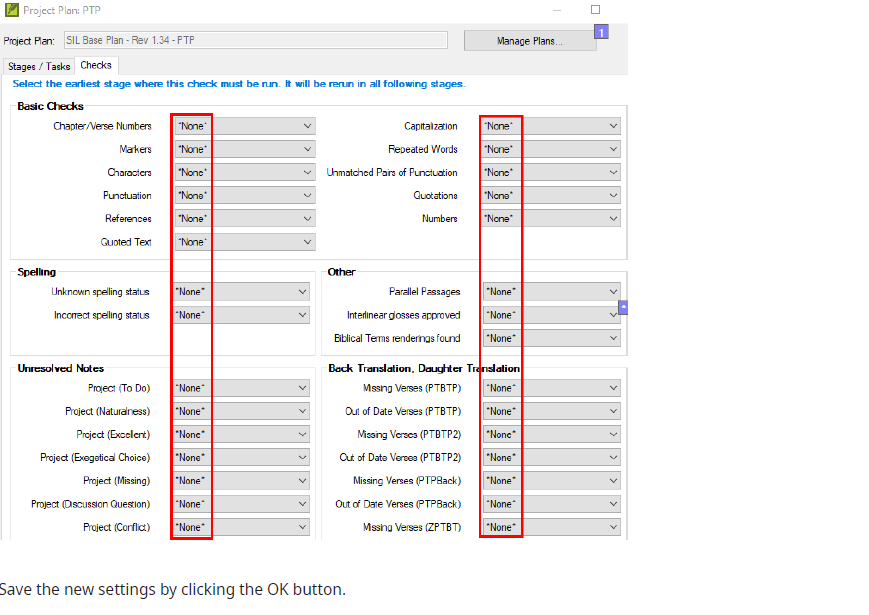 Project Plan: PTP
Project Plan: SIL Base Plan - Rev 1.34 - PTP Manage Plans... 1
Stages / Tasks Checks
Select the earliest stage where this check must be run. It will be rerun in all following stages.
Basic Checks
Chapter/Verse Numbers *None* Capitalization *None*
Markers *None* Repeated Words *None*
Characters *None* Unmatched Pairs of Punctuation *None*
Punctuation *None* Quotations *None*
References *None* Numbers *None*
Quoted Text *None*
Spelling Other
Unknown spelling status *None* Parallel Passages *None*
Incorrect spelling status *None* Interlinear glosses approved *None*
Biblical Terms renderings found *None*
Unresolved Notes Back Translation, Daughter Translation
Project (To Do) *None* Missing Verses (PTBTP) *None*
Project (Naturalness) *None* Out of Date Verses (PTBTP) *None*
Project (Excellent) *None* Missing Verses (PTBTP2) *None*
Project (Exegetical Choice) *None* Out of Date Verses (PTBTP2) *None*
Project (Missing) *None* Missing Verses (PTPBack) *None*
Project (Discussion Question) *None* Out of Date Verses (PTPBack) *None*
Project (Conflict) *None* Missing Verses (ZPTBT) *None*
Save the new settings by clicking the OK button.